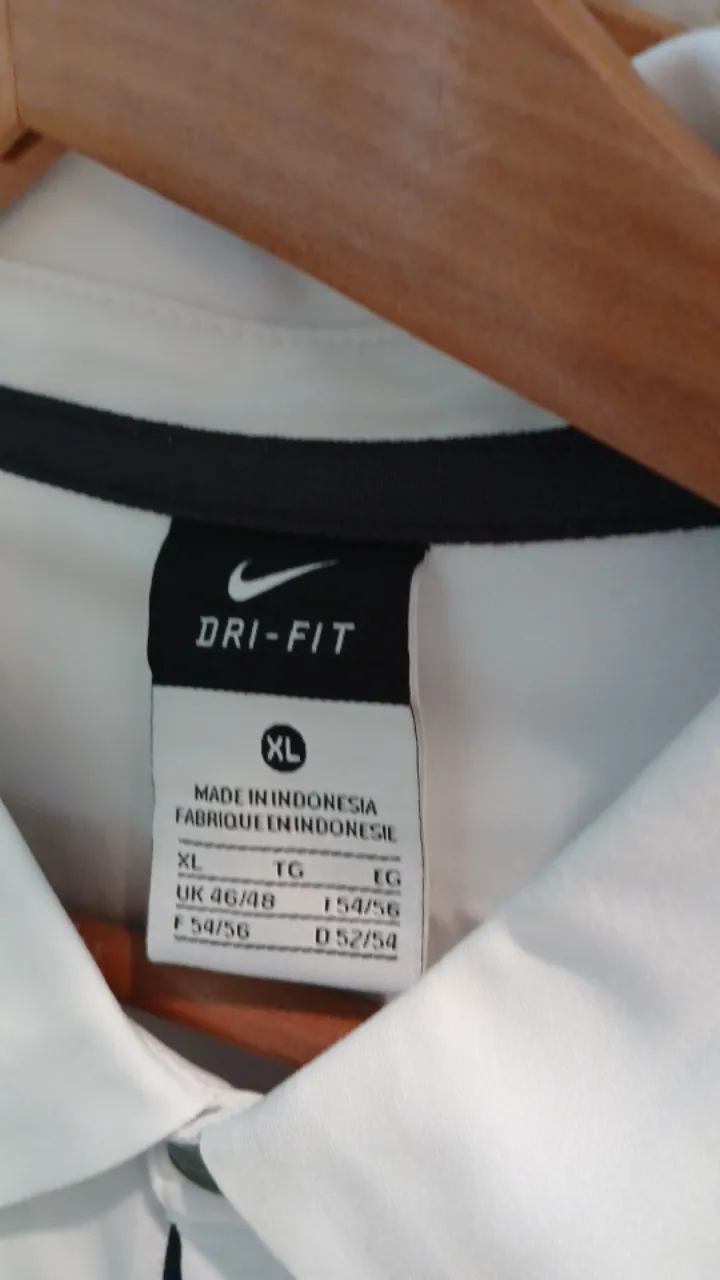 DRI-FIT
XL
MADE IN INDONESIA
FABRIQUE EN INDONESIE
XL TG EG
UK 46/48 I 54/56
F 54/56 D 52/54